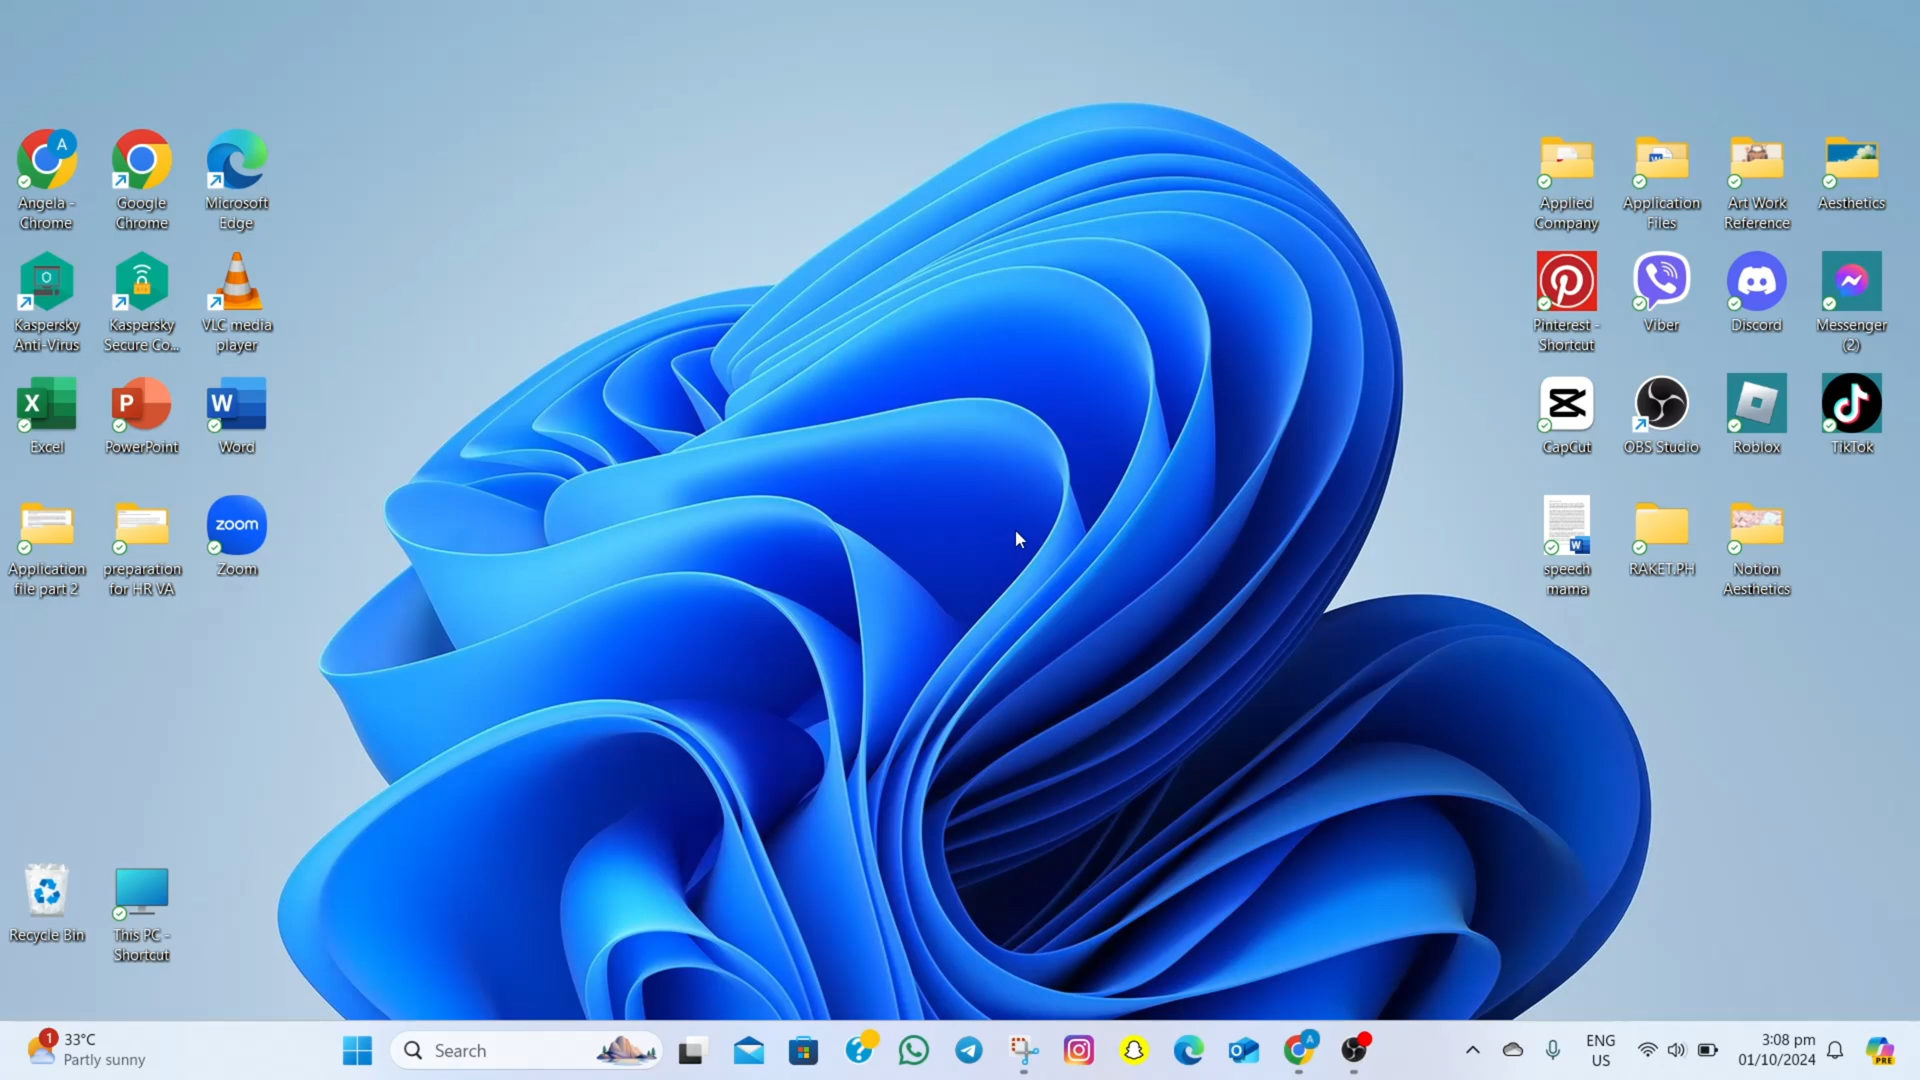 A
Angela -
Chrome
Google
Chrome
Microsoft
Edge
Kaspersky
Anti-Virus
Kaspersky
Secure Co...
VLC media
player
X
Excel
P
PowerPoint
W
Word
Application
file part 2
preparation
for HR VA
zoom
Zoom
Recycle Bin
This PC -
Shortcut
Applied
Company
Application
Files
Art Work
Reference
Aesthetics
Pinterest -
Shortcut
Viber
Discord
Messenger
(2)
CapCut
OBS Studio
Roblox
TikTok
W
speech
mama
RAKET.PH
Notion
Aesthetics
1
33°C
Partly sunny
Search
A
ENG
US
3:08 pm
01/10/2024
PRE